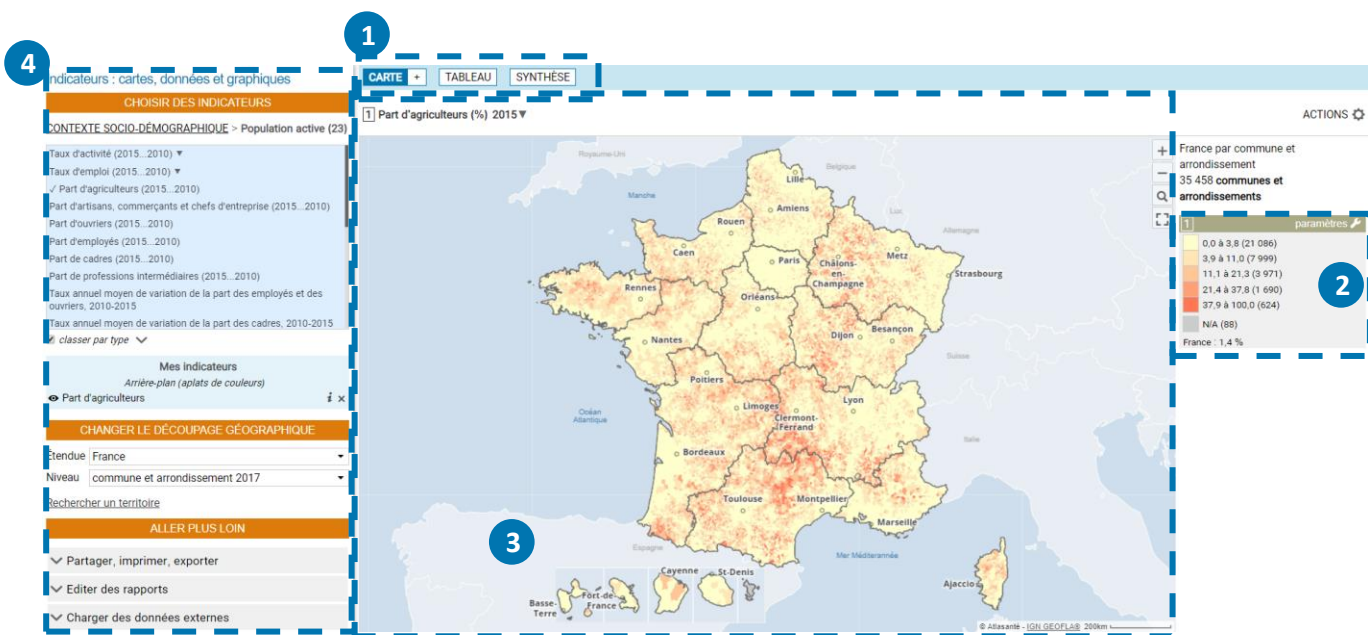 1
4
Indicateurs : cartes, données et graphiques
CARTE + TABLEAU SYNTHÈSE
CHOISIR DES INDICATEURS
1 Part d'agriculteurs (%) 2015▼
ACTIONS
CONTEXTE SOCIO-DÉMOGRAPHIQUE > Population active (23)
Taux d'activité (2015...2010) ▼
Taux d'emploi (2015...2010) ▼
✓ Part d'agriculteurs (2015...2010)
Part d'artisans, commerçants et chefs d'entreprise (2015...2010)
Part d'ouvriers (2015...2010)
Part d'employés (2015...2010)
Part de cadres (2015...2010)
Part de professions intermédiaires (2015...2010)
Taux annuel moyen de variation de la part des employés et des
ouvriers, 2010-2015
Taux annuel moyen de variation de la part des cadres, 2010-2015
classer par type
Mes indicateurs
Arrière-plan (aplats de couleurs)
Part d'agriculteurs i ×
CHANGER LE DÉCOUPAGE GÉOGRAPHIQUE
Étendue France
Niveau commune et arrondissement 2017
Rechercher un territoire
ALLER PLUS LOIN
Partager, imprimer, exporter
Editer des rapports
Charger des données externes
Royaume-Uni
Belgique
Manche
Lille
Lux.
Amiens
Rouen
Allemagne
Caen
Paris
Metz
Châlons-
en-
Champagne
Strasbourg
Rennes
Orléans
Nantes
Dijon
Besançon
Suisse
Poitiers
Limoges
Lyon
Clermont-
Ferrand
Océan
Atlantique
Italie
Bordeaux
Toulouse
Montpellier
Marseille
3
Espagne
Mer Méditerannée
Cayenne
St-Denis
Ajaccio
Basse-
Terre
Fort-de-
France
© Atlasanté - IGN GEOFLA® 200km
+
−
France par commune et
arrondissement
35 458 communes et
arrondissements
1 paramètres
0,0 à 3,8 (21 086)
3,9 à 11,0 (7 999)
11,1 à 21,3 (3 971)
21,4 à 37,8 (1 690)
37,9 à 100,0 (624)
N/A (88)
France : 1,4 %
2